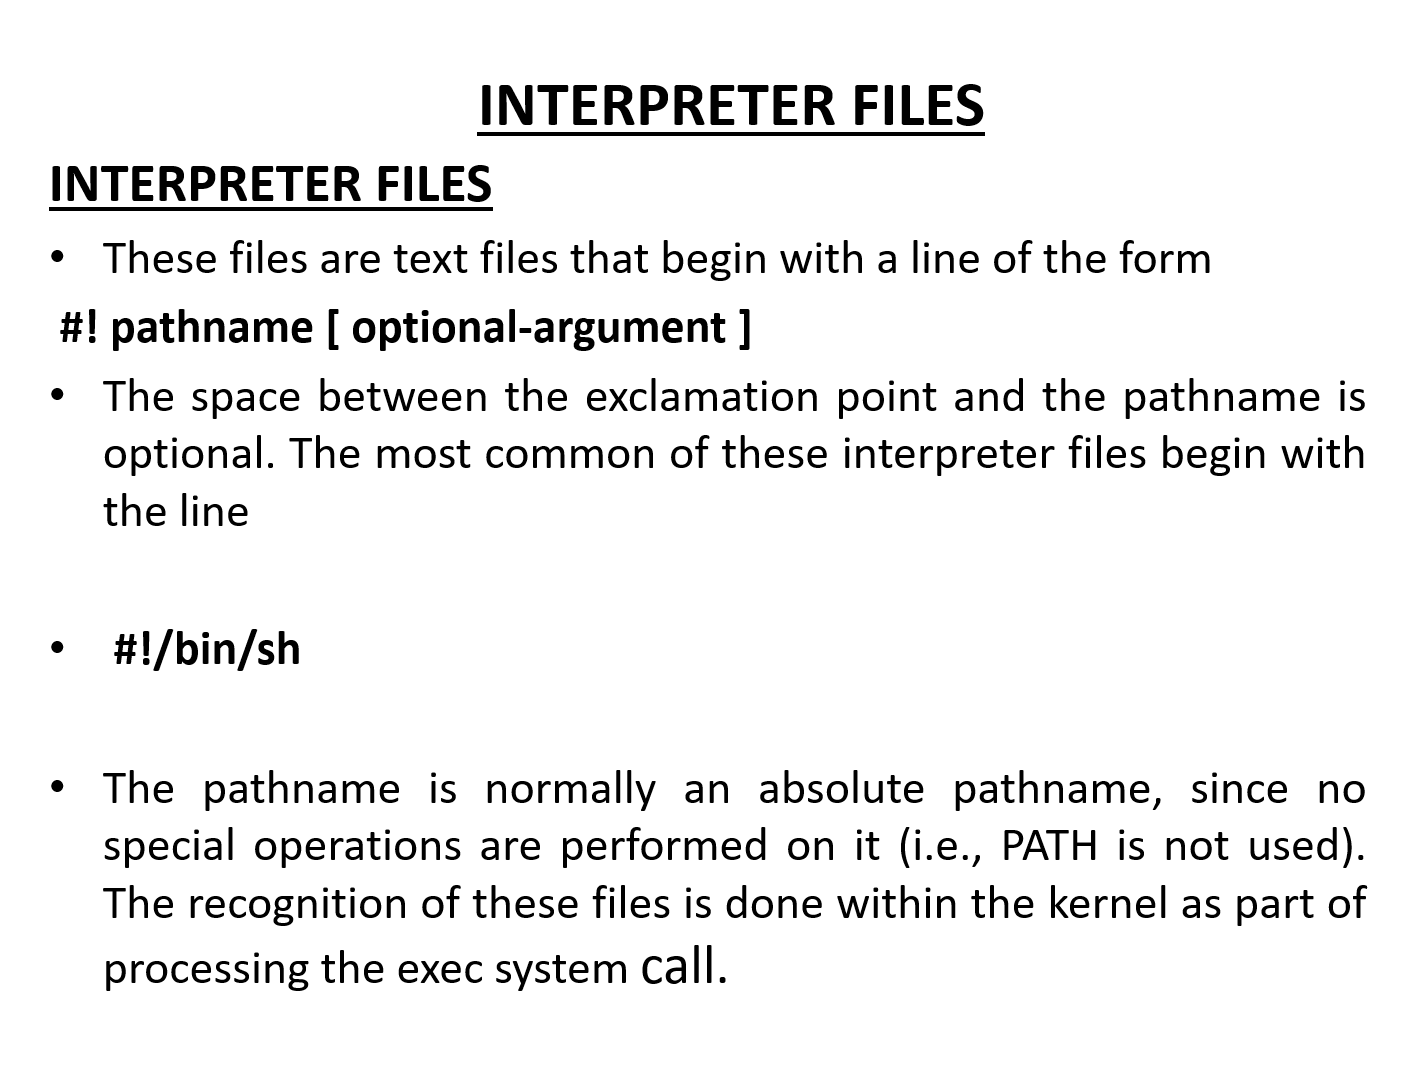 INTERPRETER FILES
INTERPRETER FILES
• These files are text files that begin with a line of the form
#! pathname [ optional-argument ]
• The space between the exclamation point and the pathname is
optional. The most common of these interpreter files begin with
the line
• #!/bin/sh
• The pathname is normally an absolute pathname, since no
special operations are performed on it (i.e., PATH is not used).
The recognition of these files is done within the kernel as part of
processing the exec system call.